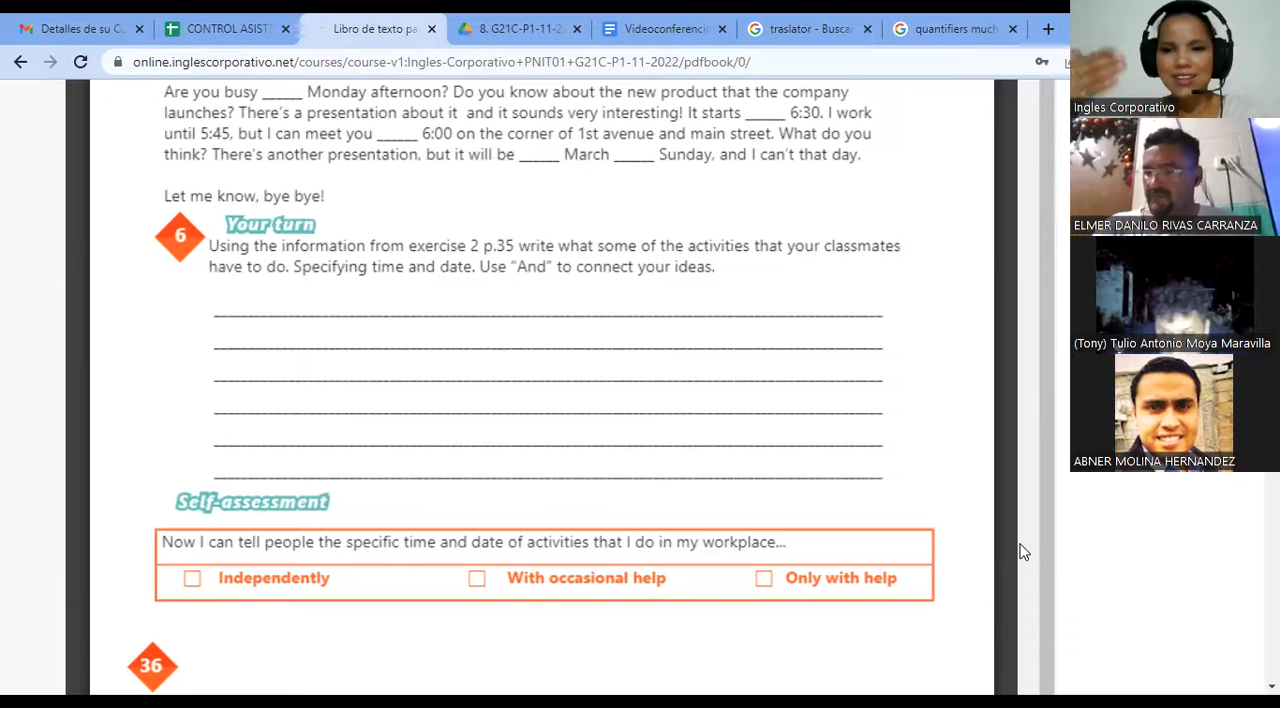 Detalles de su C
CONTROL ASIST
Libro de texto pa
8. G21C-P1-11-2
Videoconferenci
traslator - Busca
quantifiers much
online.inglescorporativo.net/courses/course-v1:Ingles-Corporativo+PNIT01+G21C-P1-11-2022/pdfbook/0/
Are you busy ______ Monday afternoon? Do you know about the new product that the company
launches? There's a presentation about it and it sounds very interesting! It starts ______ 6:30. I work
until 5:45, but I can meet you ______ 6:00 on the corner of 1st avenue and main street. What do you
think? There's another presentation, but it will be ______ March ______ Sunday, and I can't that day.
Let me know, bye bye!
6
Your turn
Using the information from exercise 2 p.35 write what some of the activities that your classmates
have to do. Specifying time and date. Use "And" to connect your ideas.
Self-assessment
Now I can tell people the specific time and date of activities that I do in my workplace...
Independently
With occasional help
Only with help
36
Ingles Corporativo
ELMER DANILO RIVAS CARRANZA
(Tony) Tulio Antonio Moya Maravilla
ABNER MOLINA HERNANDEZ